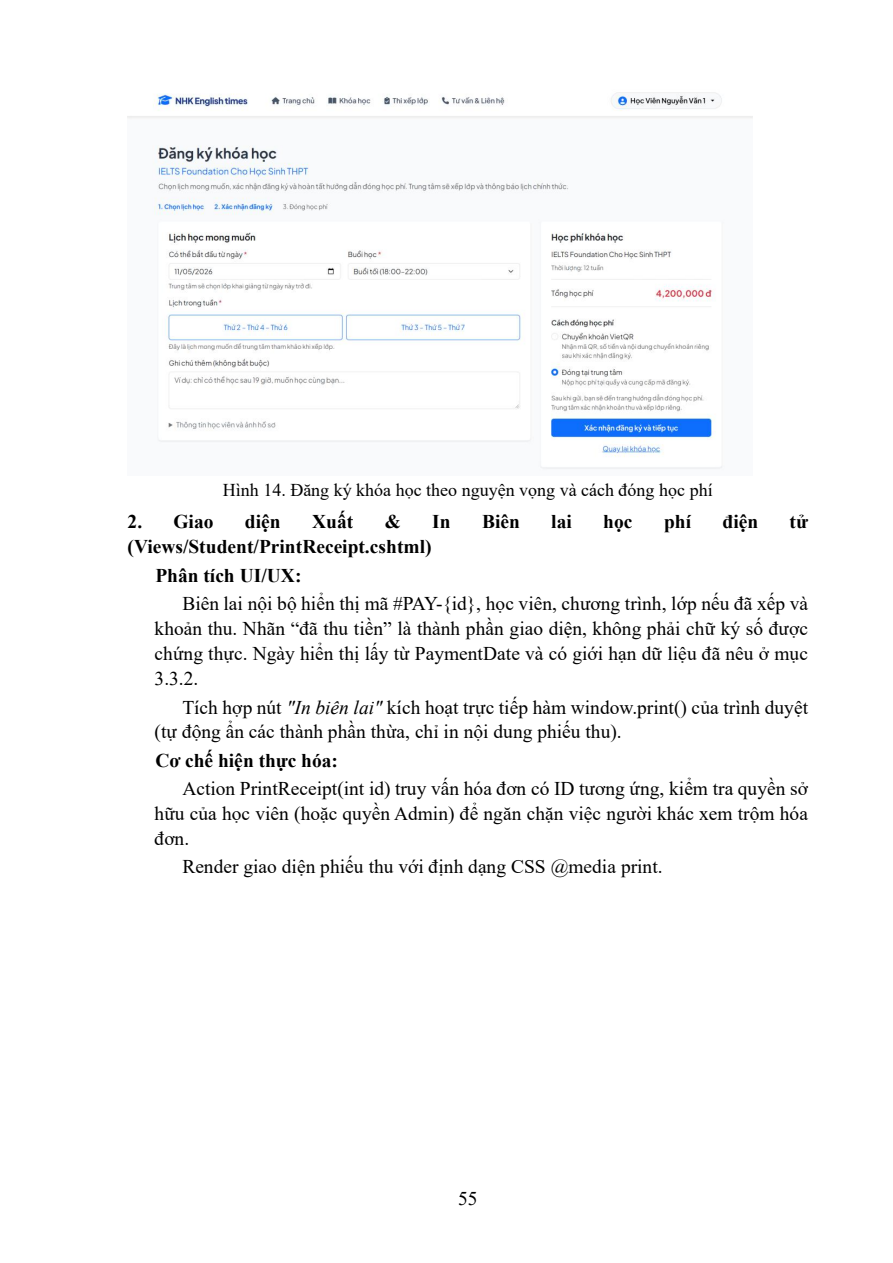 NHK English times
Trang chủ
Khóa học
Thi xếp lớp
Tư vấn & Liên hệ
Học Viên Nguyễn Văn 1
Đăng ký khóa học
IELTS Foundation Cho Học Sinh THPT
Chọn lịch mong muốn, xác nhận đăng ký và hoàn tất hướng dẫn đóng học phí. Trung tâm sẽ xếp lớp và thông báo lịch chính thức.
1. Chọn lịch học 2. Xác nhận đăng ký 3. Đóng học phí
Lịch học mong muốn
Có thể bắt đầu từ ngày *
Buổi học *
11/05/2026
Buổi tối (18:00-22:00)
Trung tâm sẽ chọn lớp khai giảng từ ngày này trở đi.
Lịch trong tuần *
Thứ 2 - Thứ 4 - Thứ 6
Thứ 3 - Thứ 5 - Thứ 7
Đây là lịch mong muốn để trung tâm tham khảo khi xếp lớp.
Ghi chú thêm (không bắt buộc)
Ví dụ: chỉ có thể học sau 19 giờ, muốn học cùng bạn...
Thông tin học viên và ảnh hồ sơ
Học phí khóa học
IELTS Foundation Cho Học Sinh THPT
Thời lượng: 12 tuần
Tổng học phí 4,200,000 đ
Cách đóng học phí
Chuyển khoản VietQR
Nhận mã QR, số tiền và nội dung chuyển khoản riêng
sau khi xác nhận đăng ký.
Đóng tại trung tâm
Nộp học phí tại quầy và cung cấp mã đăng ký.
Sau khi gửi, bạn sẽ đến trang hướng dẫn đóng học phí.
Trung tâm xác nhận khoản thu và xếp lớp riêng.
Xác nhận đăng ký và tiếp tục
Quay lại khóa học
Hình 14. Đăng ký khóa học theo nguyện vọng và cách đóng học phí
2. Giao diện Xuất & In Biên lai học phí điện tử
(Views/Student/PrintReceipt.cshtml)
Phân tích UI/UX:
Biên lai nội bộ hiển thị mã #PAY-{id}, học viên, chương trình, lớp nếu đã xếp và
khoản thu. Nhãn “đã thu tiền” là thành phần giao diện, không phải chữ ký số được
chứng thực. Ngày hiển thị lấy từ PaymentDate và có giới hạn dữ liệu đã nêu ở mục
3.3.2.
Tích hợp nút "In biên lai" kích hoạt trực tiếp hàm window.print() của trình duyệt
(tự động ẩn các thành phần thừa, chỉ in nội dung phiếu thu).
Cơ chế hiện thực hóa:
Action PrintReceipt(int id) truy vấn hóa đơn có ID tương ứng, kiểm tra quyền sở
hữu của học viên (hoặc quyền Admin) để ngăn chặn việc người khác xem trộm hóa
đơn.
Render giao diện phiếu thu với định dạng CSS @media print.
55